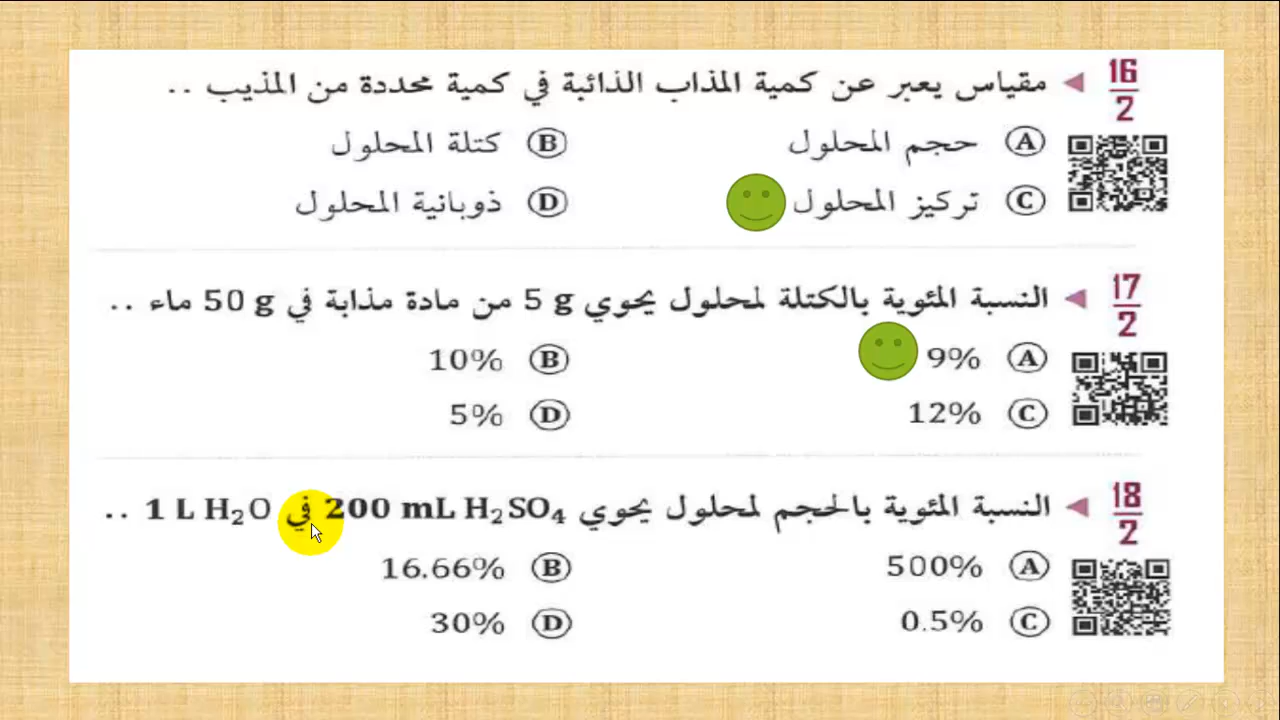 16/2 مقياس يعبر عن كمية المذاب الذائبة في كمية محددة من المذيب ..
A حجم المحلول B كتلة المحلول
C تركيز المحلول D ذوبانية المحلول
17/2 النسبة المئوية بالكتلة لمحلول يحوي 5 g من مادة مذابة في 50 g ماء ..
A 9% B 10%
C 12% D 5%
18/2 النسبة المئوية بالحجم لمحلول يحوي 200 mL H₂SO₄ في 1 L H₂O ..
A 500% B 16.66%
C 0.5% D 30%